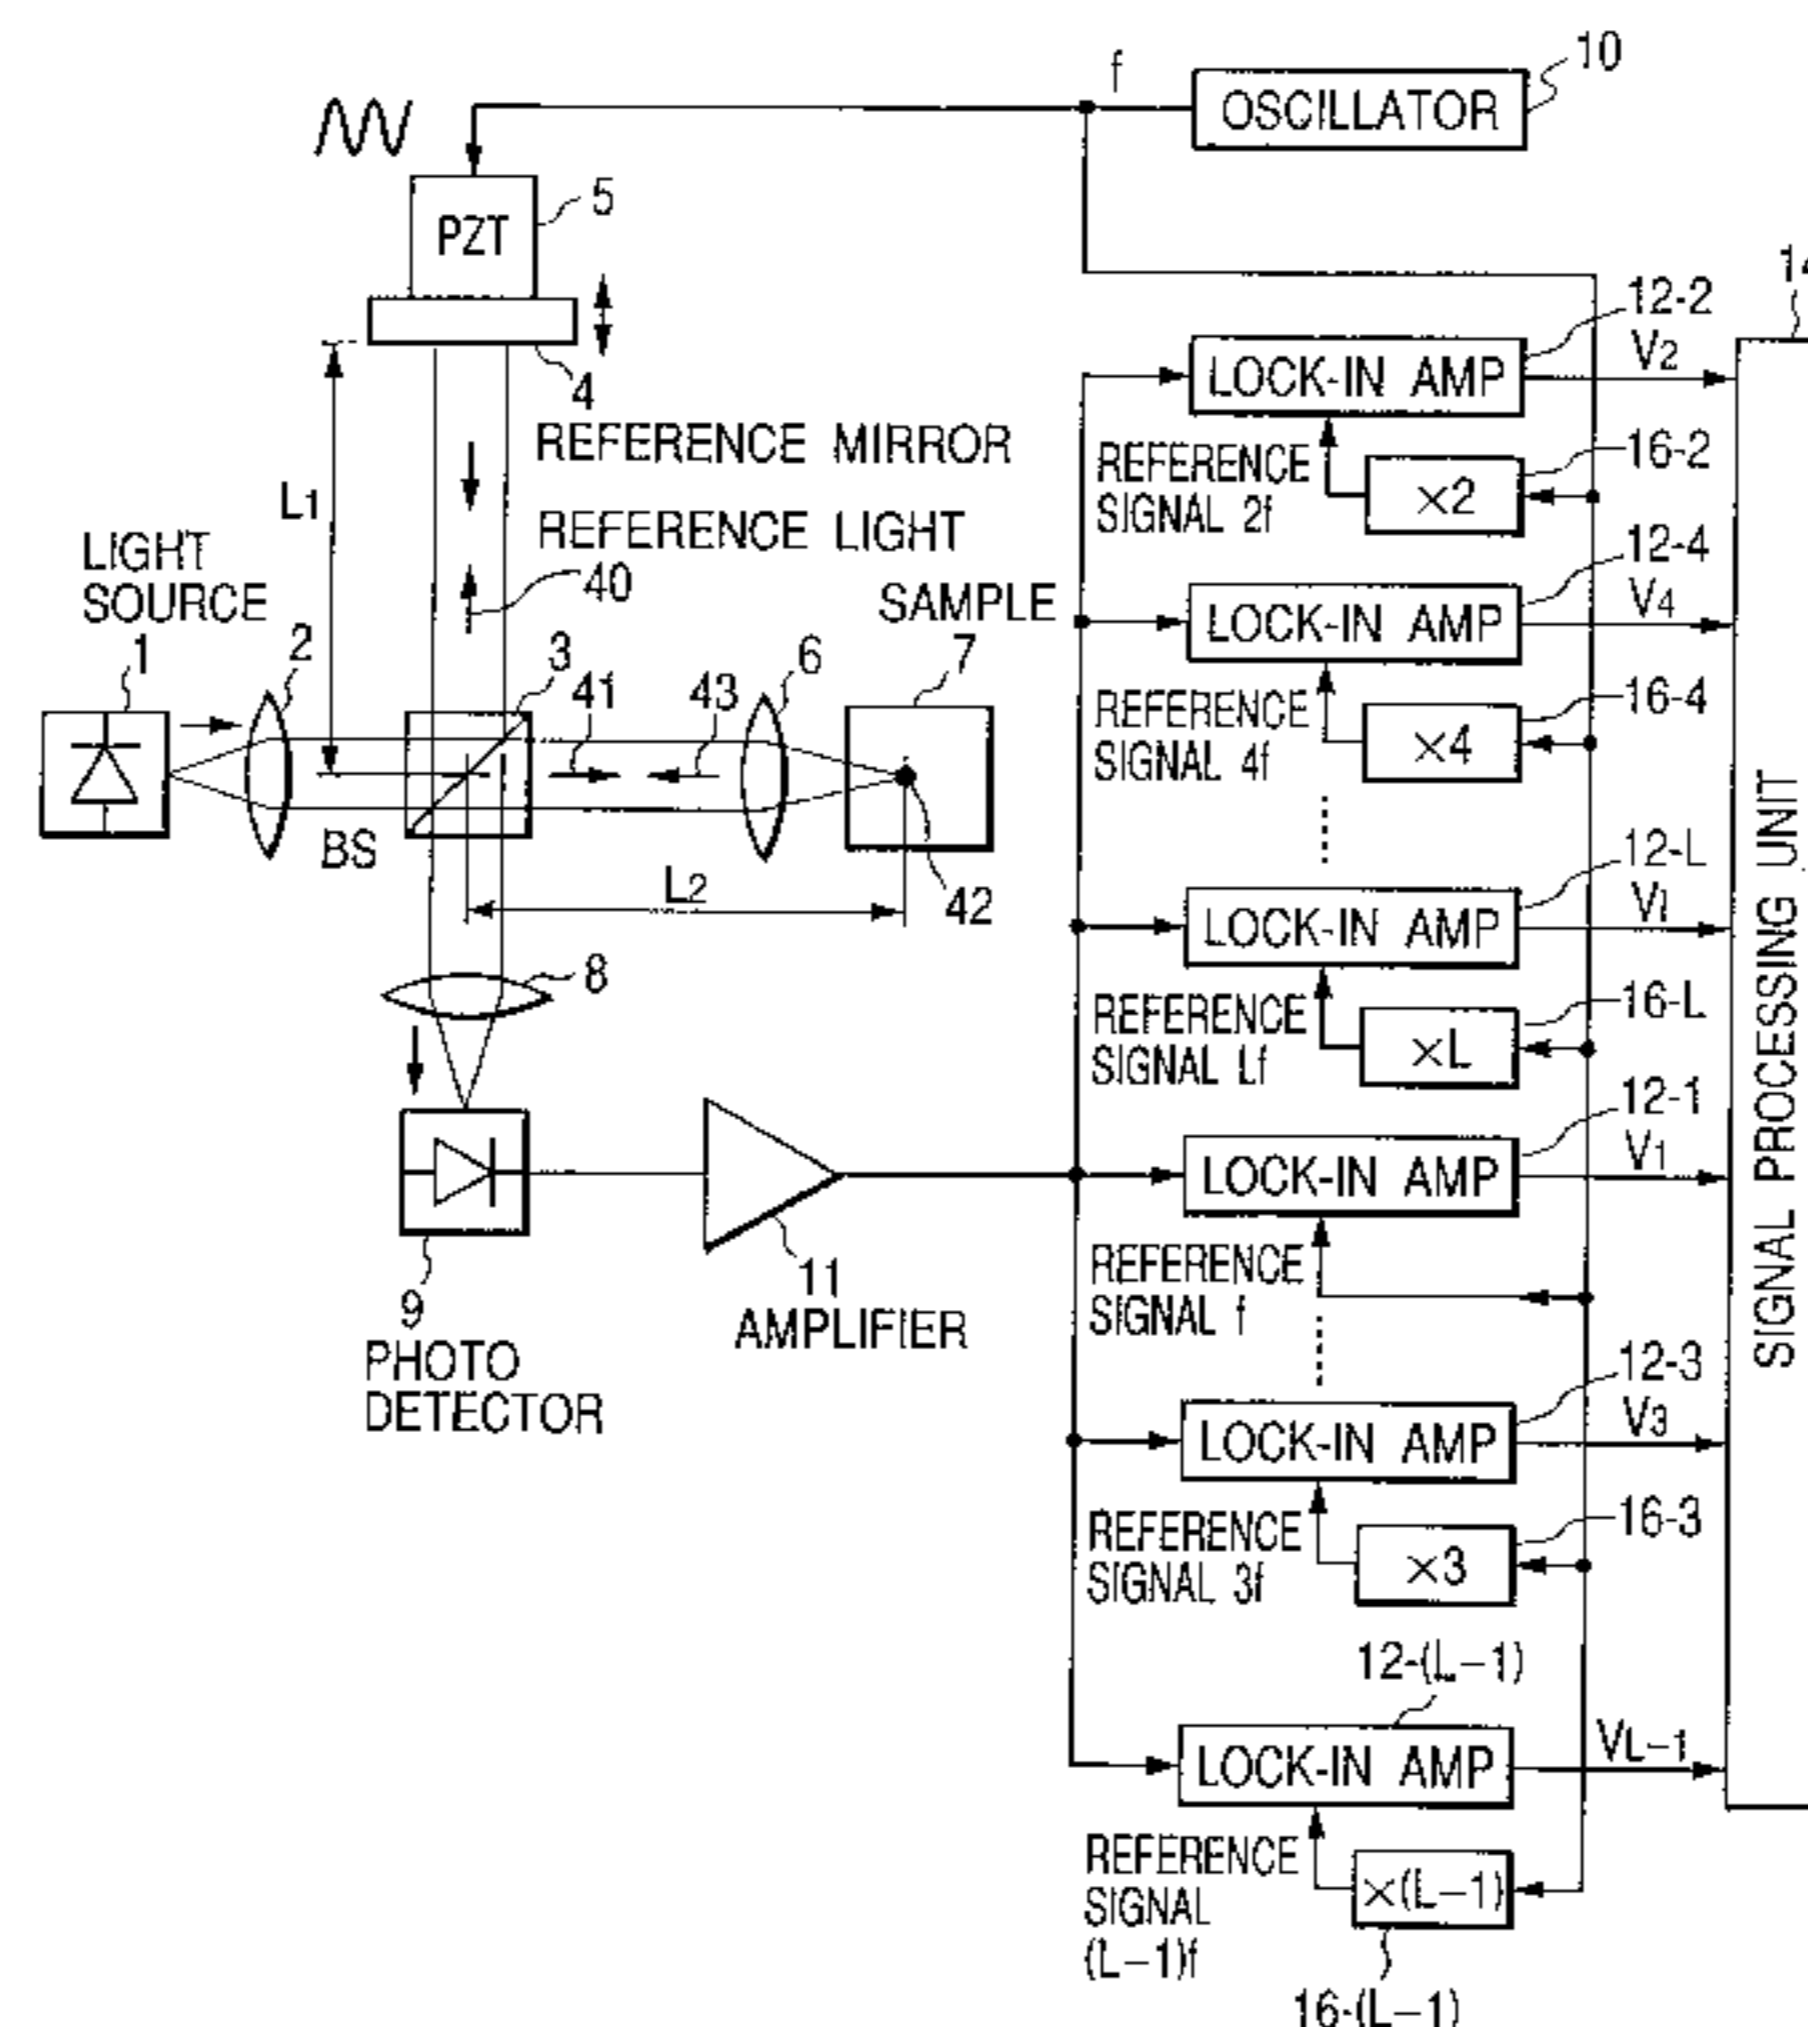 10
f
OSCILLATOR
5
PZT
4
REFERENCE MIRROR
L1
REFERENCE LIGHT
40
LIGHT
SOURCE
1
2
3
41
43
6
SAMPLE
7
BS
L2
42
8
9
PHOTO
DETECTOR
11
AMPLIFIER
12-2
V2
LOCK-IN AMP
REFERENCE
SIGNAL 2f
×2
16-2
12-4
V4
LOCK-IN AMP
REFERENCE
SIGNAL 4f
×4
16-4
12-L
Vl
LOCK-IN AMP
REFERENCE
SIGNAL Lf
×L
16-L
12-1
V1
LOCK-IN AMP
REFERENCE
SIGNAL f
12-3
V3
LOCK-IN AMP
REFERENCE
SIGNAL 3f
×3
16-3
12-(L-1)
LOCK-IN AMP
VL-1
REFERENCE
SIGNAL
(L-1)f
×(L-1)
16-(L-1)
14
SIGNAL PROCESSING UNIT